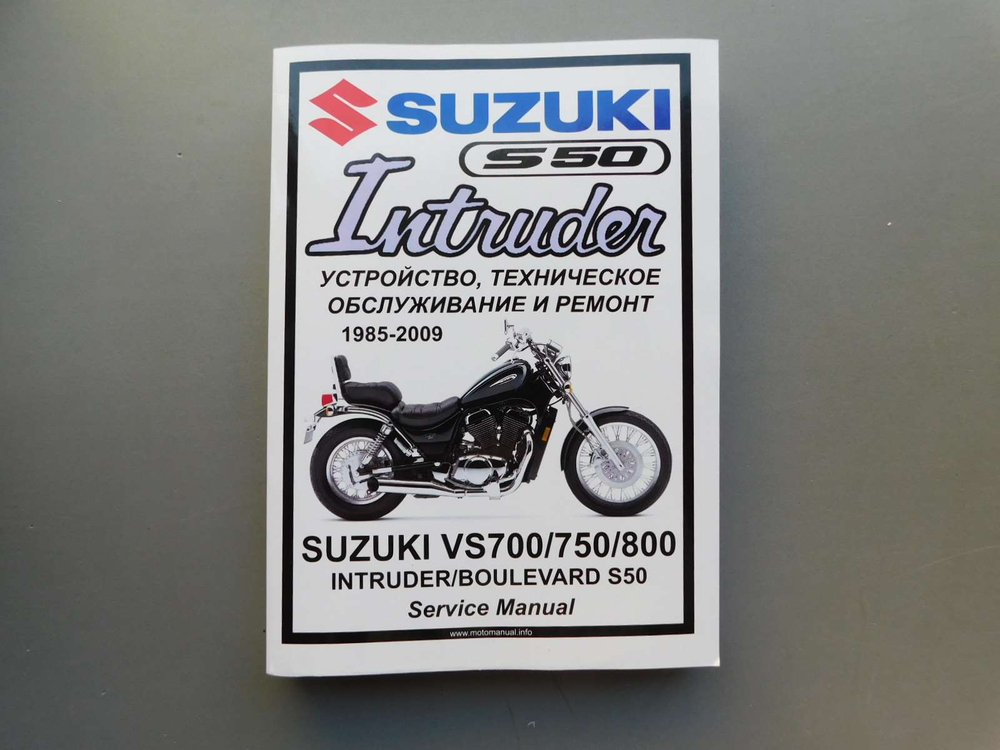 SUZUKI
S50
Intruder
УСТРОЙСТВО, ТЕХНИЧЕСКОЕ
ОБСЛУЖИВАНИЕ И РЕМОНТ
1985-2009
SUZUKI VS700/750/800
INTRUDER/BOULEVARD S50
Service Manual
www.motomanual.info